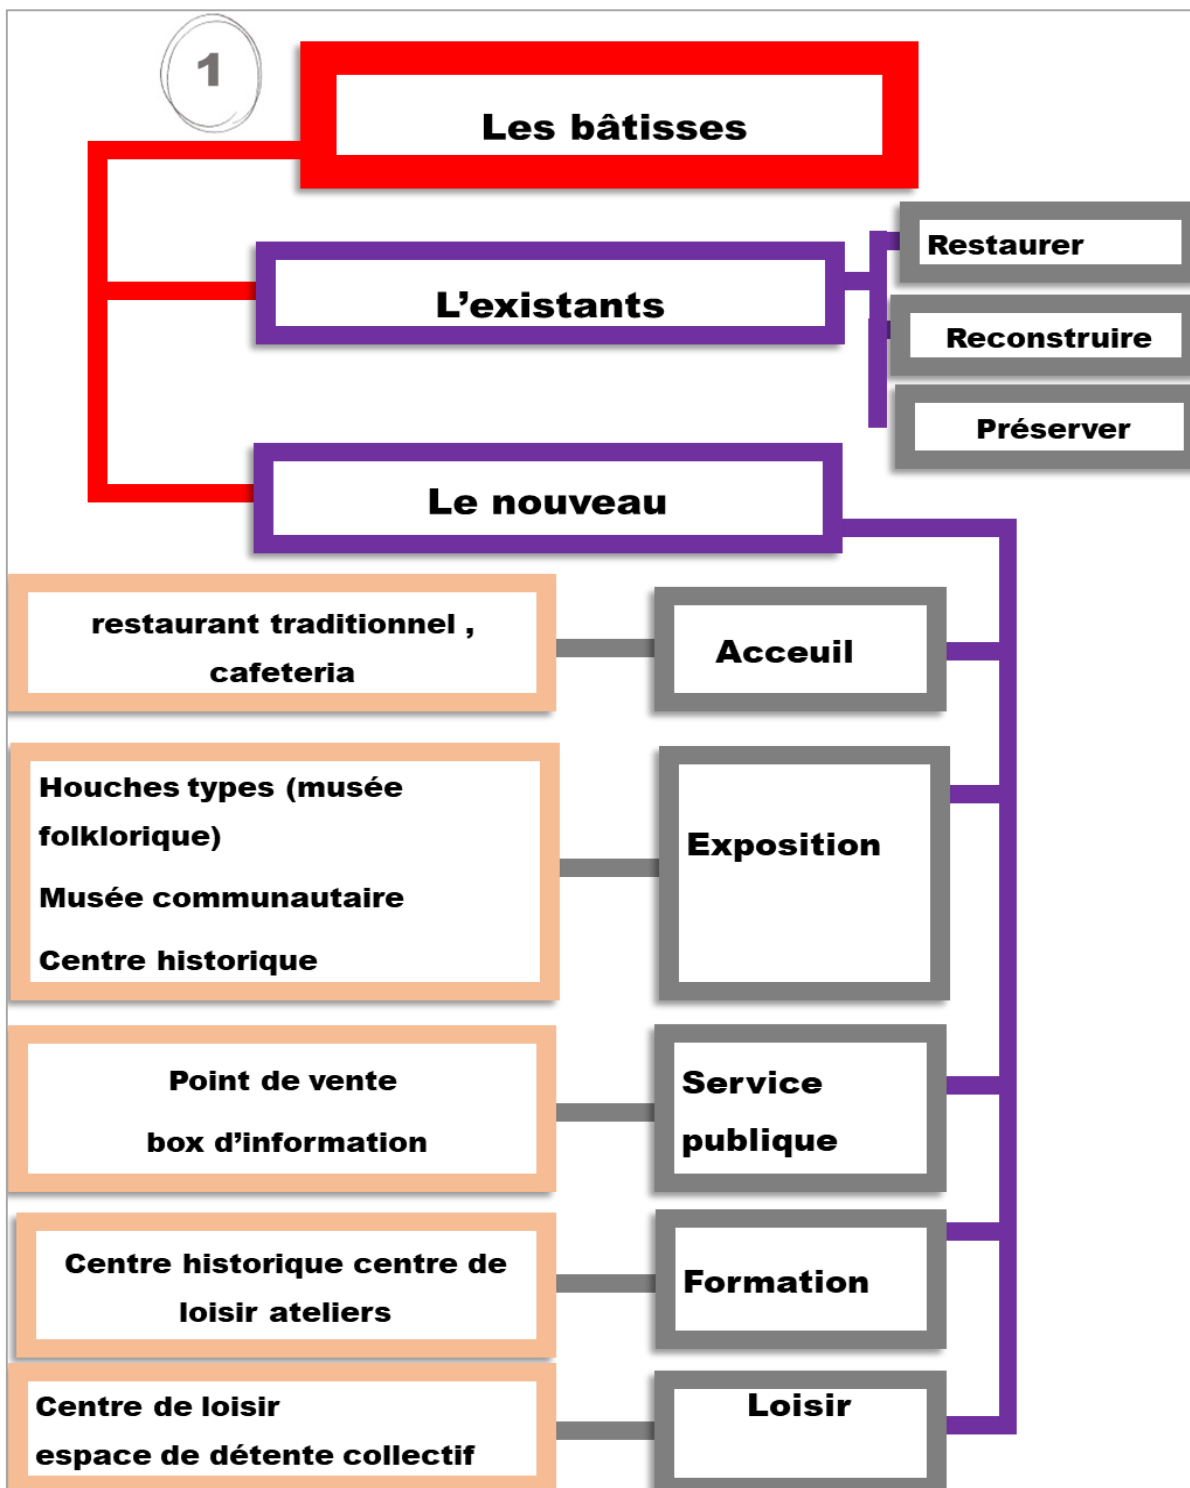 1
Les bâtisses
L’existants
Restaurer
Reconstruire
Préserver
Le nouveau
restaurant traditionnel ,
cafeteria
Acceuil
Houches types (musée
folklorique)
Musée communautaire
Centre historique
Exposition
Point de vente
box d’information
Service
publique
Centre historique centre de
loisir ateliers
Formation
Centre de loisir
espace de détente collectif
Loisir